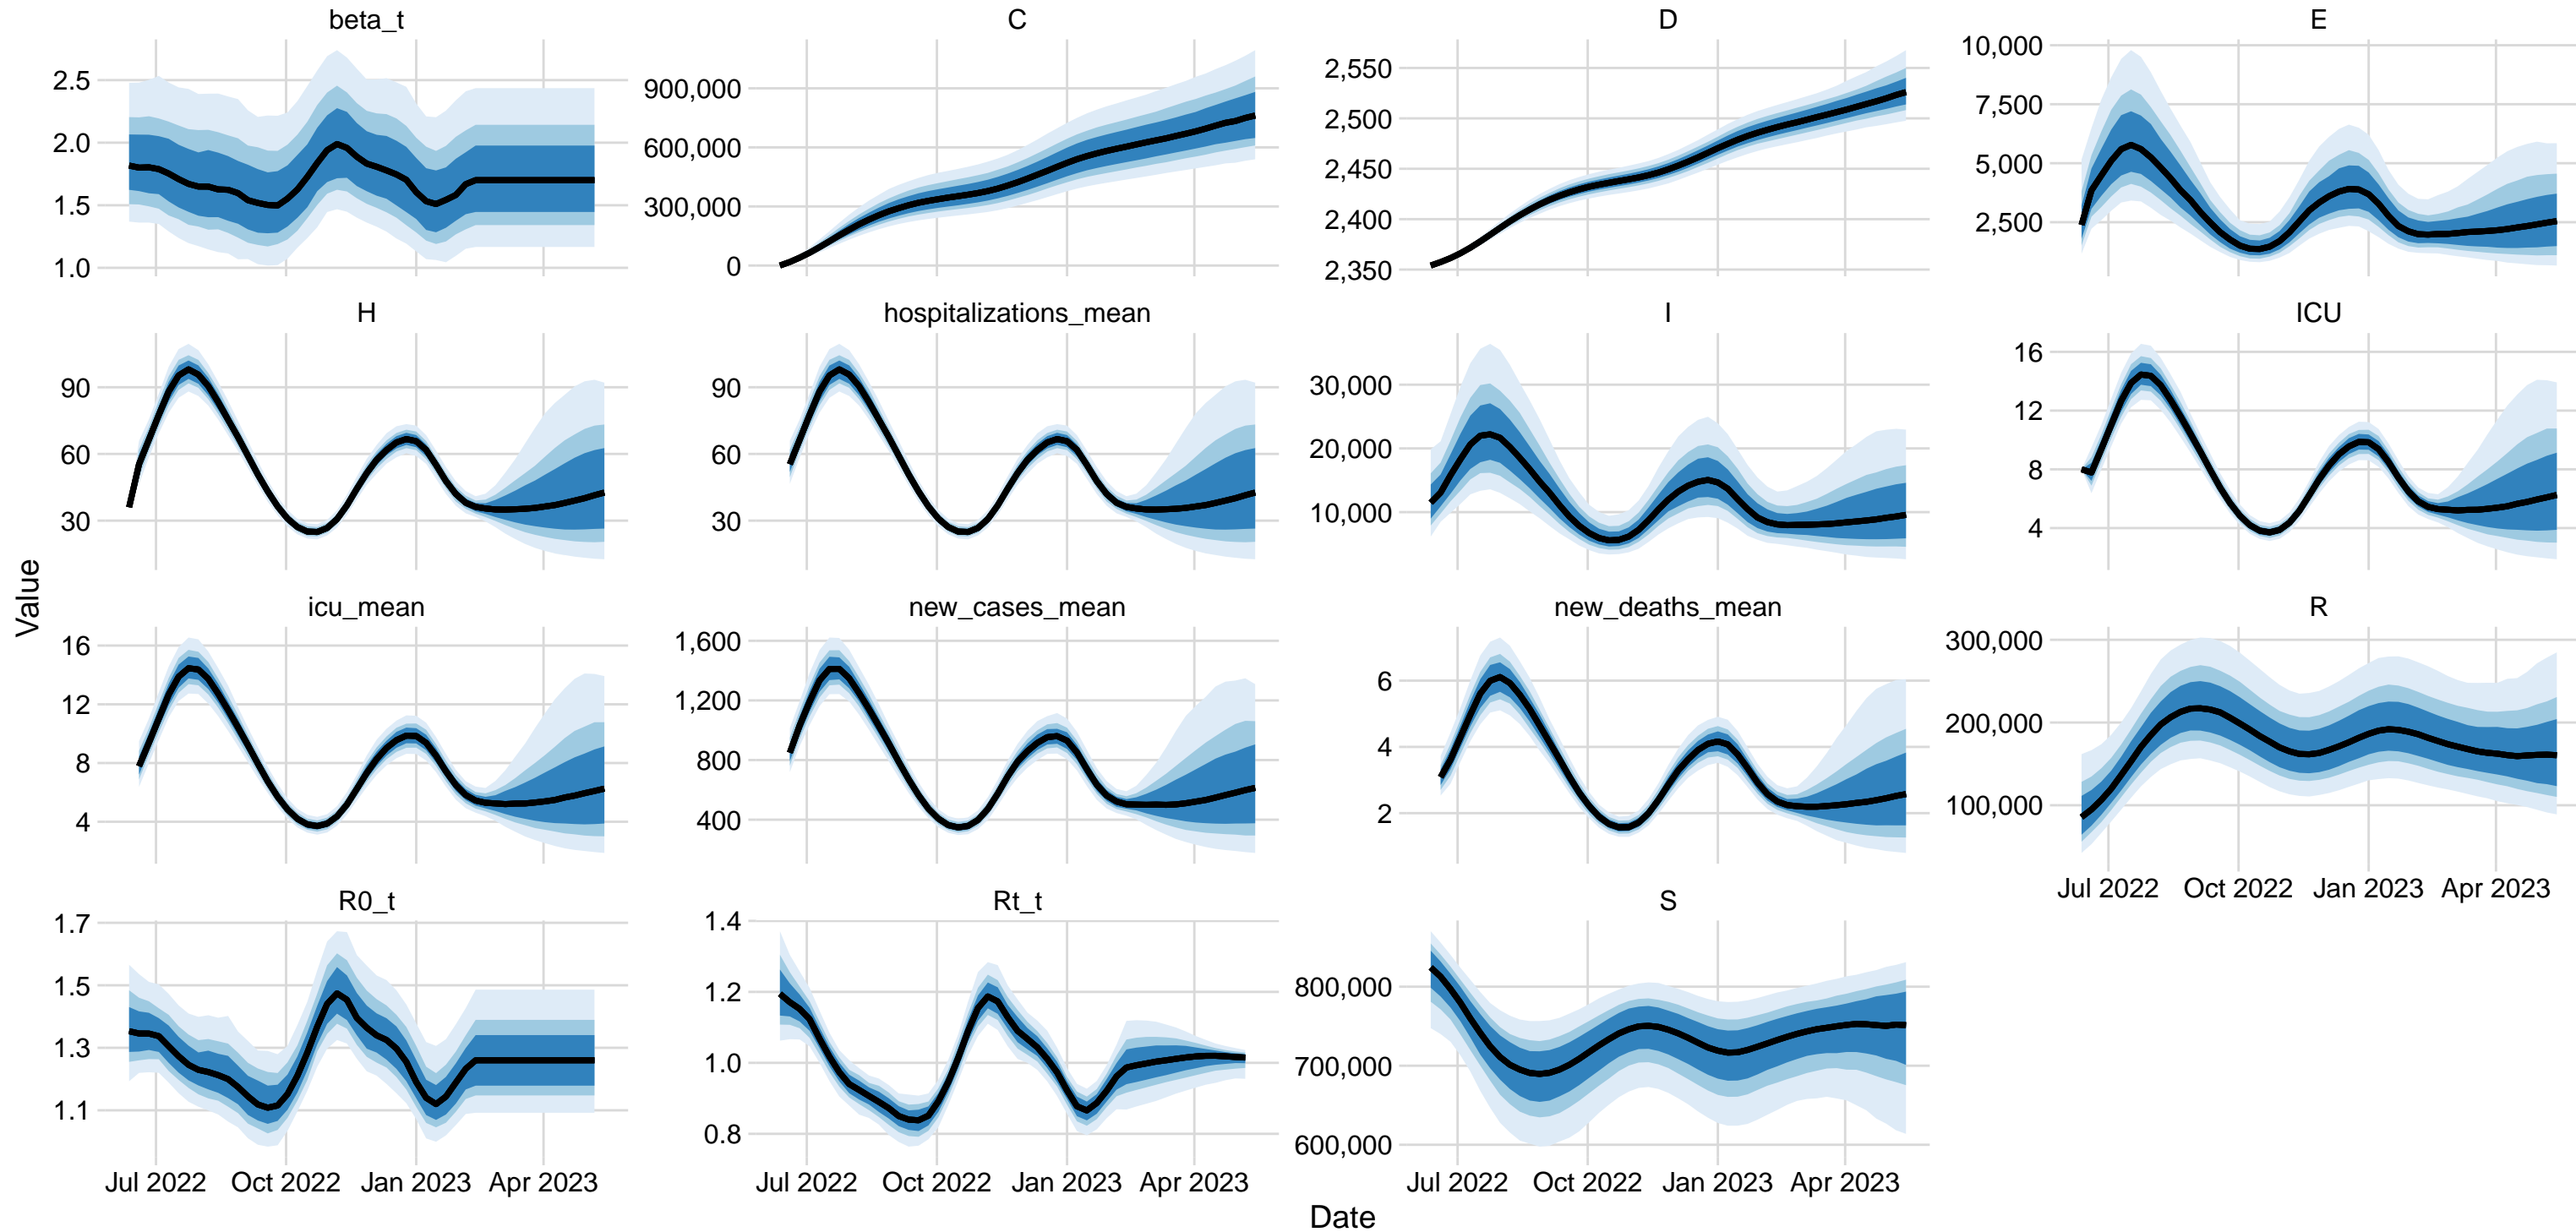 beta_t
C
D
E
2.5
2.0
1.5
1.0
900,000
600,000
300,000
0
2,550
2,500
2,450
2,400
2,350
10,000
7,500
5,000
2,500
H
hospitalizations_mean
I
ICU
90
60
30
90
60
30
30,000
20,000
10,000
16
12
8
4
Value
icu_mean
new_cases_mean
new_deaths_mean
R
16
12
8
4
1,600
1,200
800
400
6
4
2
300,000
200,000
100,000
Jul 2022 Oct 2022 Jan 2023 Apr 2023
R0_t
Rt_t
S
1.7
1.5
1.3
1.1
1.4
1.2
1.0
0.8
800,000
700,000
600,000
Jul 2022 Oct 2022 Jan 2023 Apr 2023
Jul 2022 Oct 2022 Jan 2023 Apr 2023
Jul 2022 Oct 2022 Jan 2023 Apr 2023
Date